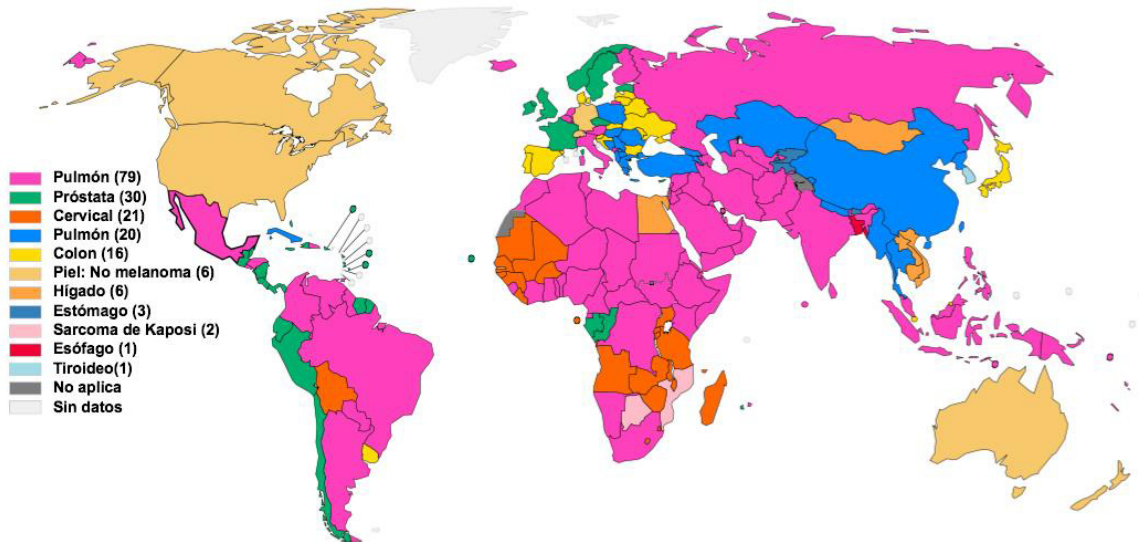 Pulmón (79)
Próstata (30)
Cervical (21)
Pulmón (20)
Colon (16)
Piel: No melanoma (6)
Hígado (6)
Estómago (3)
Sarcoma de Kaposi (2)
Esófago (1)
Tiroideo(1)
No aplica
Sin datos